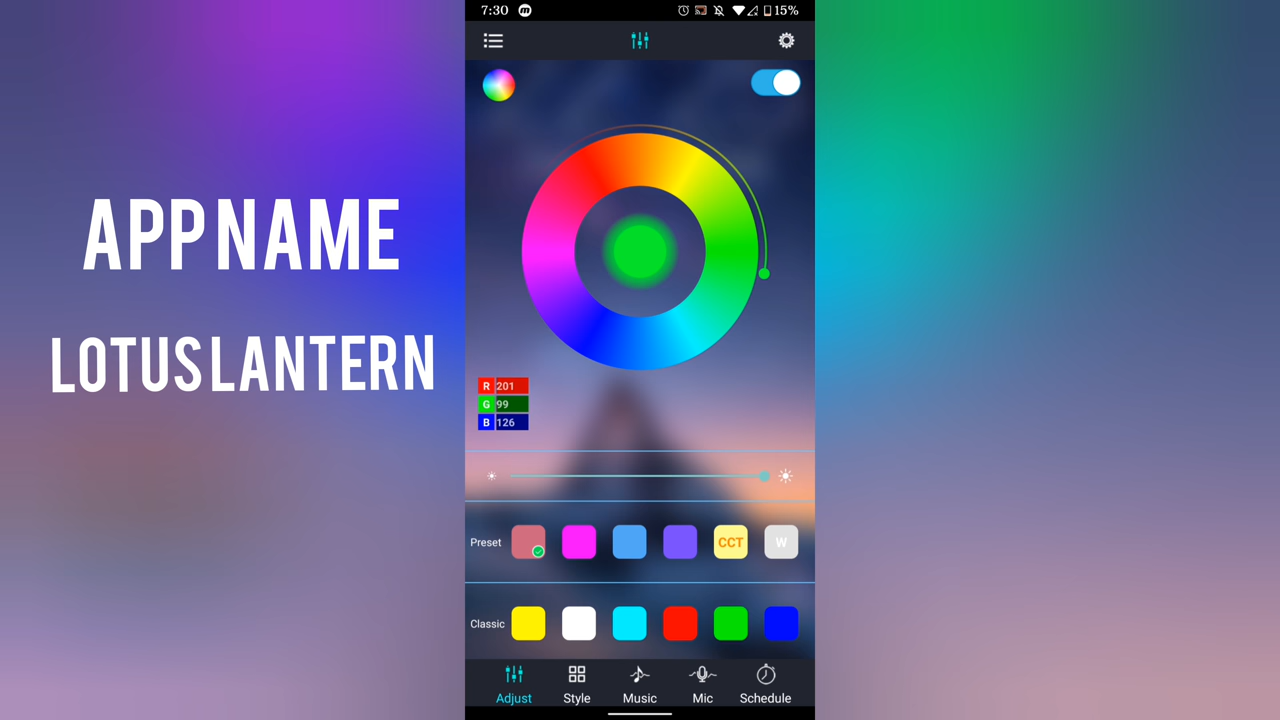 7:30
15%
APP NAME
LOTUS LANTERN
R 201
G 99
B 126
Preset
CCT
W
Classic
Adjust
Style
Music
Mic
Schedule